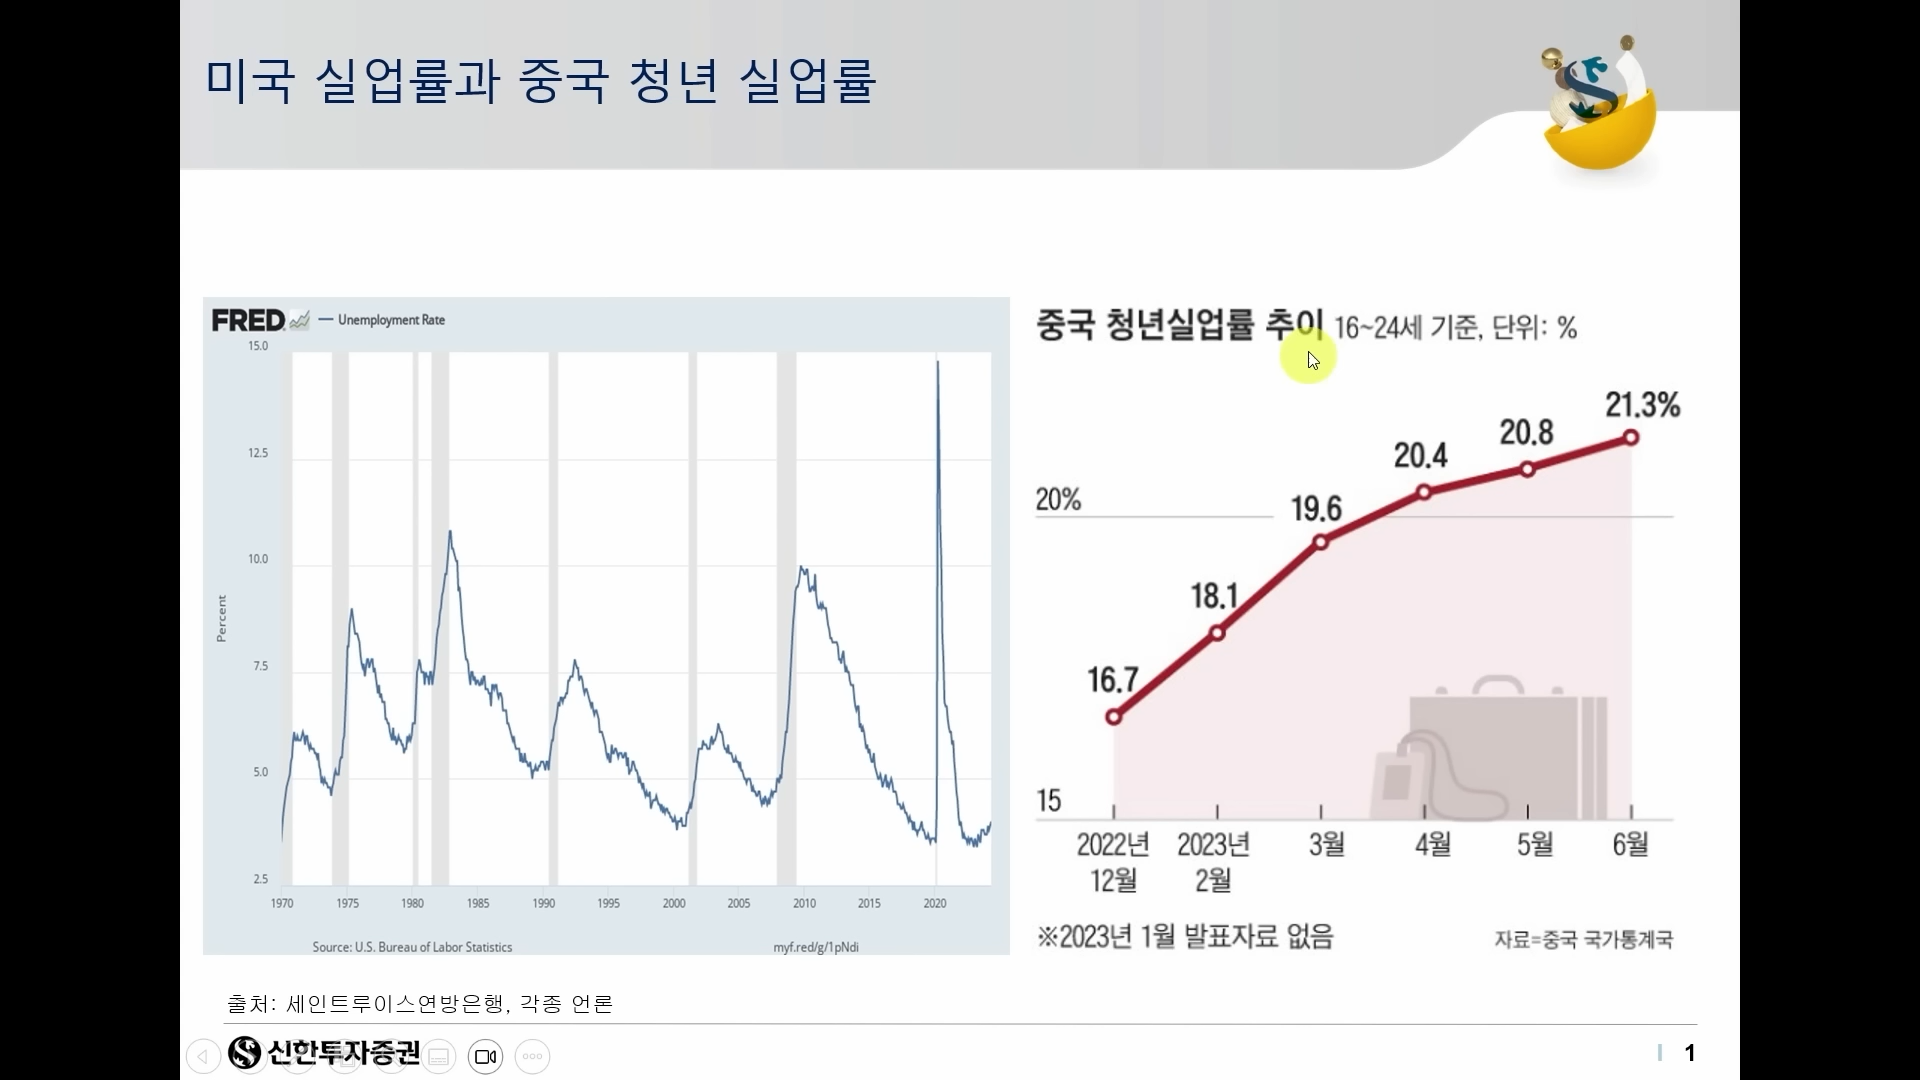 미국 실업률과 중국 청년 실업률
FRED
Unemployment Rate
15.0
12.5
10.0
7.5
5.0
2.5
Percent
1970 1975 1980 1985 1990 1995 2000 2005 2010 2015 2020
Source: U.S. Bureau of Labor Statistics
myf.red/g/1pNdi
중국 청년실업률 추이 16~24세 기준, 단위: %
21.3%
20.8
20.4
20%
19.6
18.1
16.7
15
2022년 12월
2023년 2월
3월
4월
5월
6월
※2023년 1월 발표자료 없음
자료=중국 국가통계국
출처: 세인트루이스연방은행, 각종 언론
신한투자증권
1